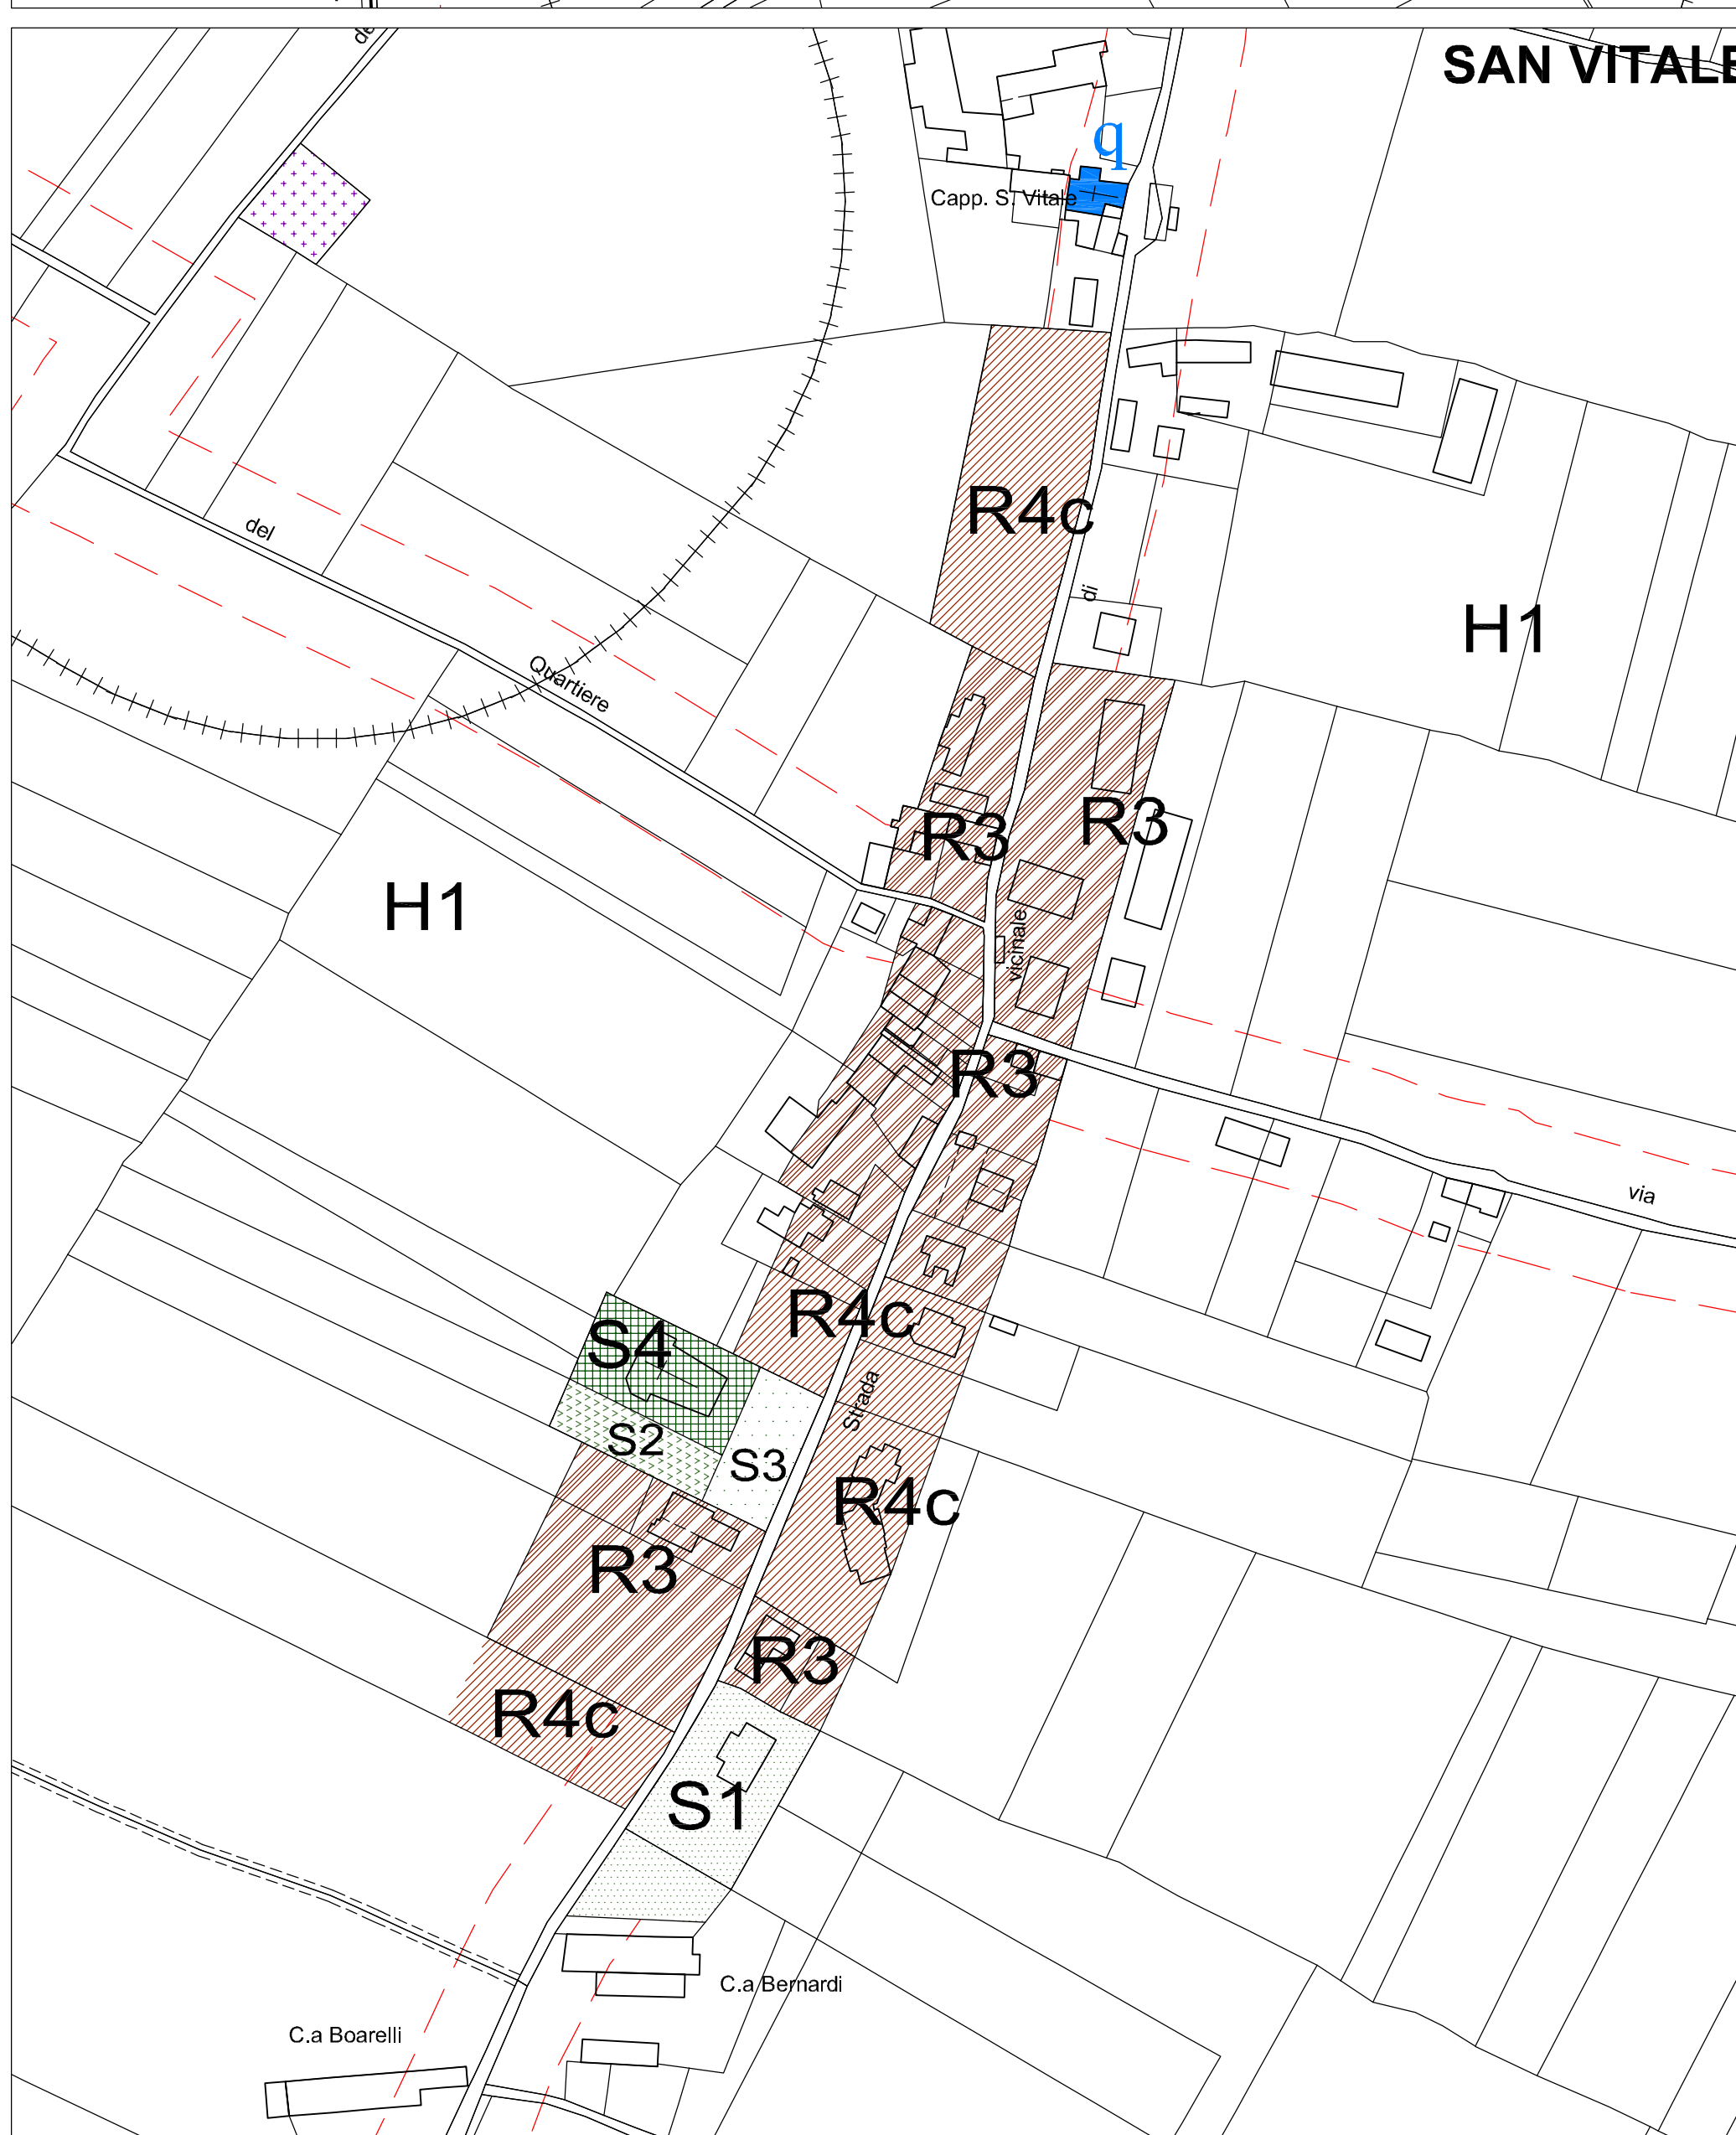 de
SAN VITALE
q
Capp. S. Vitale
R4c
del
di
H1
Quartiere
R3
R3
H1
vicinale
R3
via
R4c
S4
Strada
S2
S3
R4c
R3
R3
R4c
S1
C.a Bernardi
C.a Boarelli